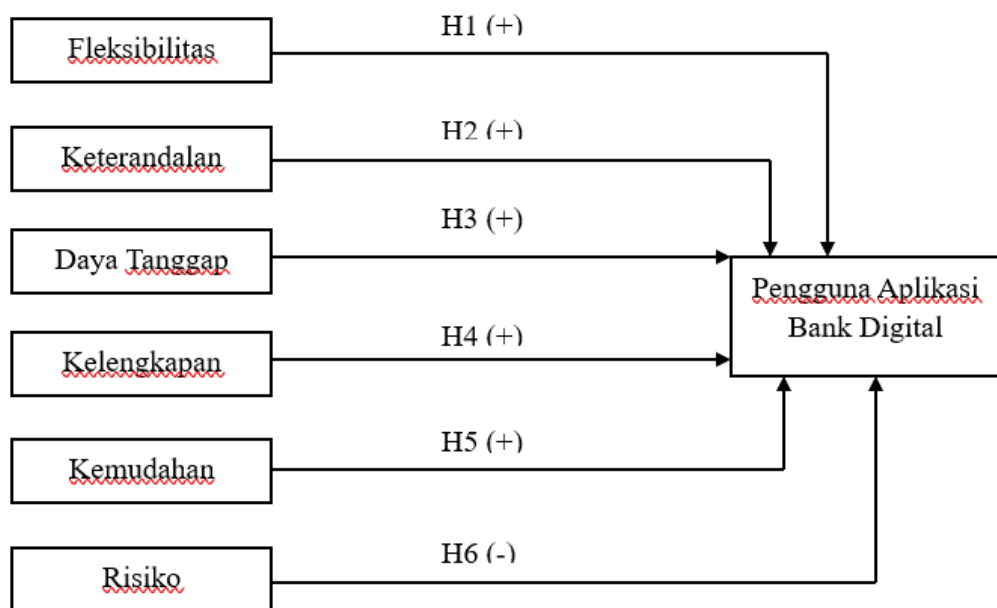 H1 (+)
Fleksibilitas
H2 (+)
Keterandalan
H3 (+)
Daya Tanggap
Pengguna Aplikasi
Bank Digital
H4 (+)
Kelengkapan
H5 (+)
Kemudahan
H6 (-)
Risiko